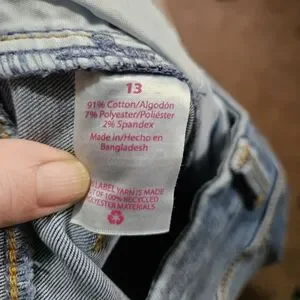 13
91% Cotton/Algodón
7% Polyester/Poliéster
2% Spandex
Made in/Hecho en
Bangladesh
LABEL YARN IS MADE
OF 100% RECYCLED
POLYESTER MATERIALS